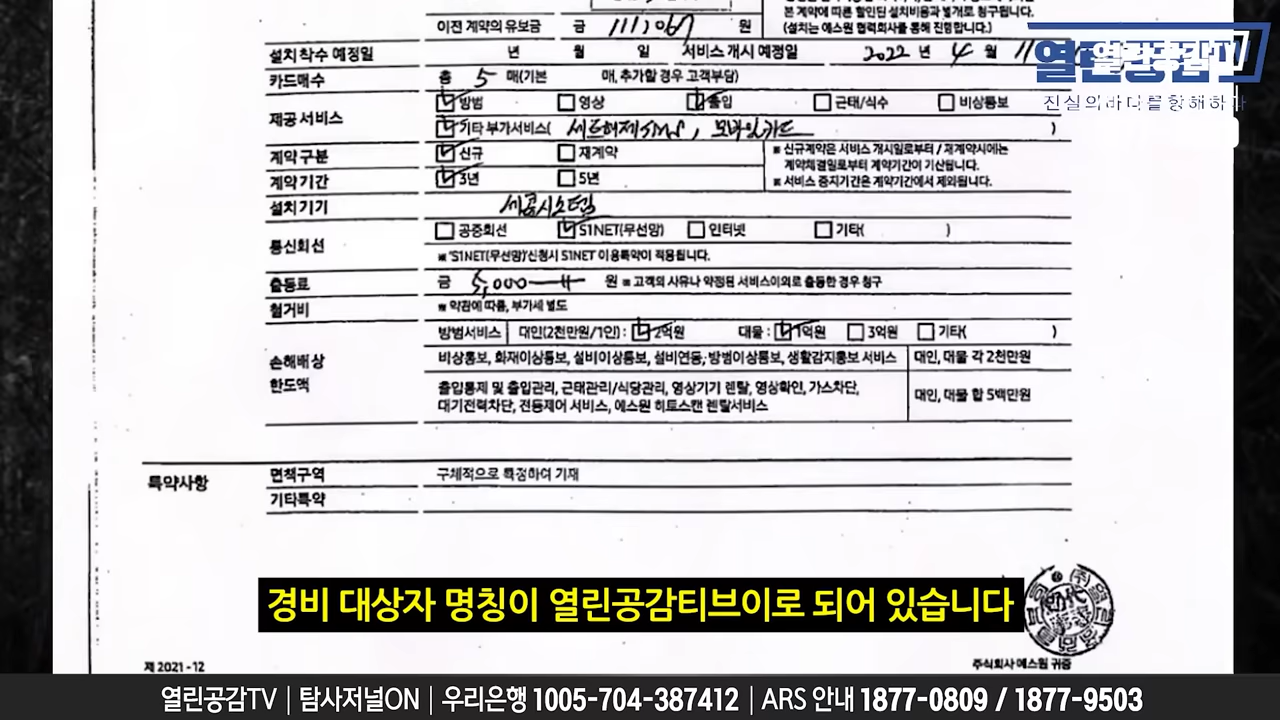 본 계약에 따른 할인된 설치비용과 별개로 청구됩니다.
이전 계약의 유보금 금 111,067 원 (설치는 에스원 협력회사를 통해 진행합니다.)
설치 착수 예정일 년 월 일 서비스 개시 예정일 2022 년 4 월 11
카드매수 총 5 매(기본 매, 추가할 경우 고객부담)
제공 서비스 방범 영상 출입 근태/식수 비상통보
기타 부가서비스( 세트해제SMS, 모바일카드 )
계약 구분 신규 재계약 ※ 신규계약은 서비스 개시일로부터 / 재계약시에는
계약체결일로부터 계약기간이 기산됩니다.
계약 기간 3년 5년 ※ 서비스 중지기간은 계약기간에서 제외됩니다.
설치 기기 세콤시스템
통신회선 공중회선 S1NET(무선망) 인터넷 기타( )
※ 'S1NET(무선망)'신청시 S1NET 이용특약이 적용됩니다.
출동료 금 5,000 원 ※ 고객의 사유나 약정된 서비스이외로 출동한 경우 청구
철거비 ※ 약관에 따름, 부가세 별도
손해배상 한도액 방범서비스 대인(2천만원/1인) : 2억원 대물 : 1억원 3억원 기타( )
비상통보, 화재이상통보, 설비이상통보, 설비연동, 방범이상통보, 생활감지통보 서비스 대인, 대물 각 2천만원
출입통제 및 출입관리, 근태관리/식당관리, 영상기기 렌탈, 영상확인, 가스차단, 대인, 대물 합 5백만원
대기전력차단, 전등제어 서비스, 에스원 히트스캔 렌탈서비스
특약사항 면책구역 구체적으로 특정하여 기재
기타특약
제 2021 - 12
주식회사 에스원 귀중
열린공감TV
진실의 바다를 항해하라
경비 대상자 명칭이 열린공감티브이로 되어 있습니다
열린공감TV | 탐사저널ON | 우리은행 1005-704-387412 | ARS 안내 1877-0809 / 1877-9503